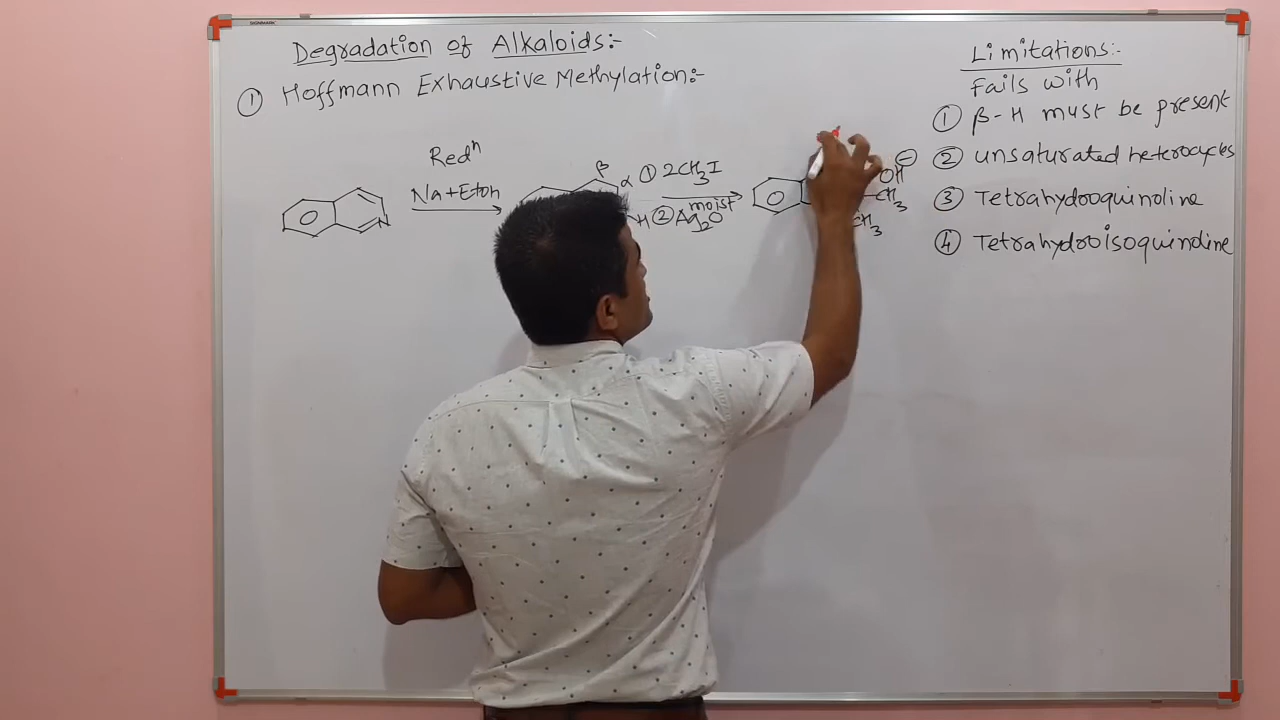 Degradation of Alkaloids:-
① Hoffmann Exhaustive Methylation:-
Redⁿ
Na+EtOH
N
β
α
H
① 2CH₃I
② moist Ag₂O
⊖
OH
CH₃
CH₃
Limitations:-
Fails with
① β-H must be present
② unsaturated heterocycles
③ Tetrahydroquinoline
④ Tetrahydroisoquinoline